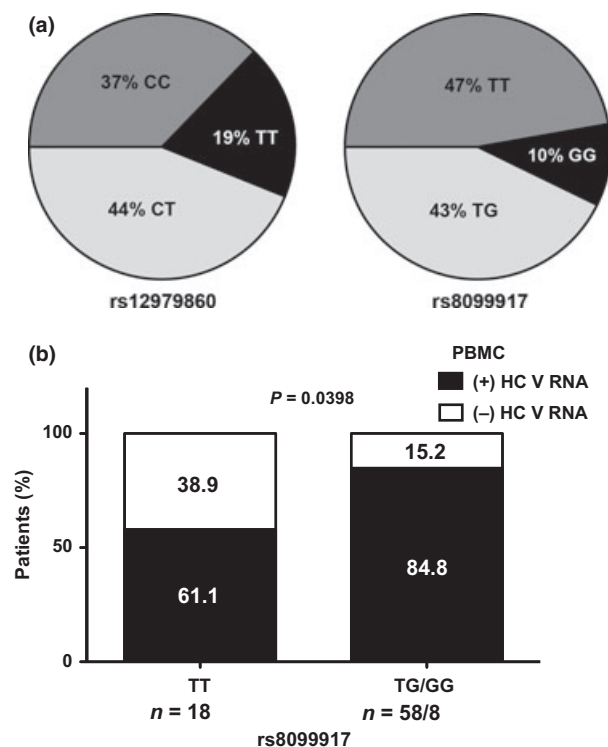 (a)
37% CC
19% TT
44% CT
rs12979860
47% TT
10% GG
43% TG
rs8099917
(b)
PBMC
(+) HC V RNA
(–) HC V RNA
P = 0.0398
Patients (%)
100
50
0
38.9
61.1
15.2
84.8
TT
TG/GG
n = 18
n = 58/8
rs8099917